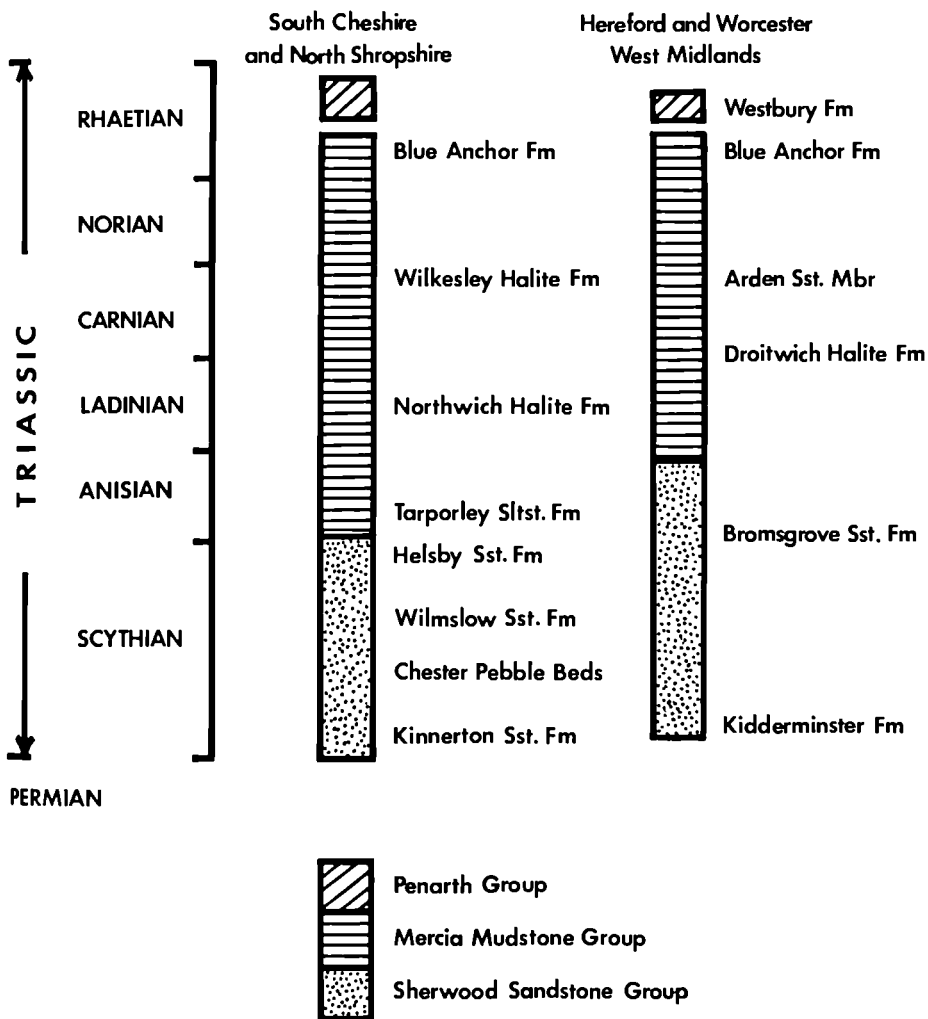 South Cheshire
and North Shropshire
Hereford and Worcester
West Midlands
TRIASSIC
RHAETIAN
NORIAN
CARNIAN
LADINIAN
ANISIAN
SCYTHIAN
PERMIAN
Blue Anchor Fm
Wilkesley Halite Fm
Northwich Halite Fm
Tarporley Sltst. Fm
Helsby Sst. Fm
Wilmslow Sst. Fm
Chester Pebble Beds
Kinnerton Sst. Fm
Westbury Fm
Blue Anchor Fm
Arden Sst. Mbr
Droitwich Halite Fm
Bromsgrove Sst. Fm
Kidderminster Fm
Penarth Group
Mercia Mudstone Group
Sherwood Sandstone Group